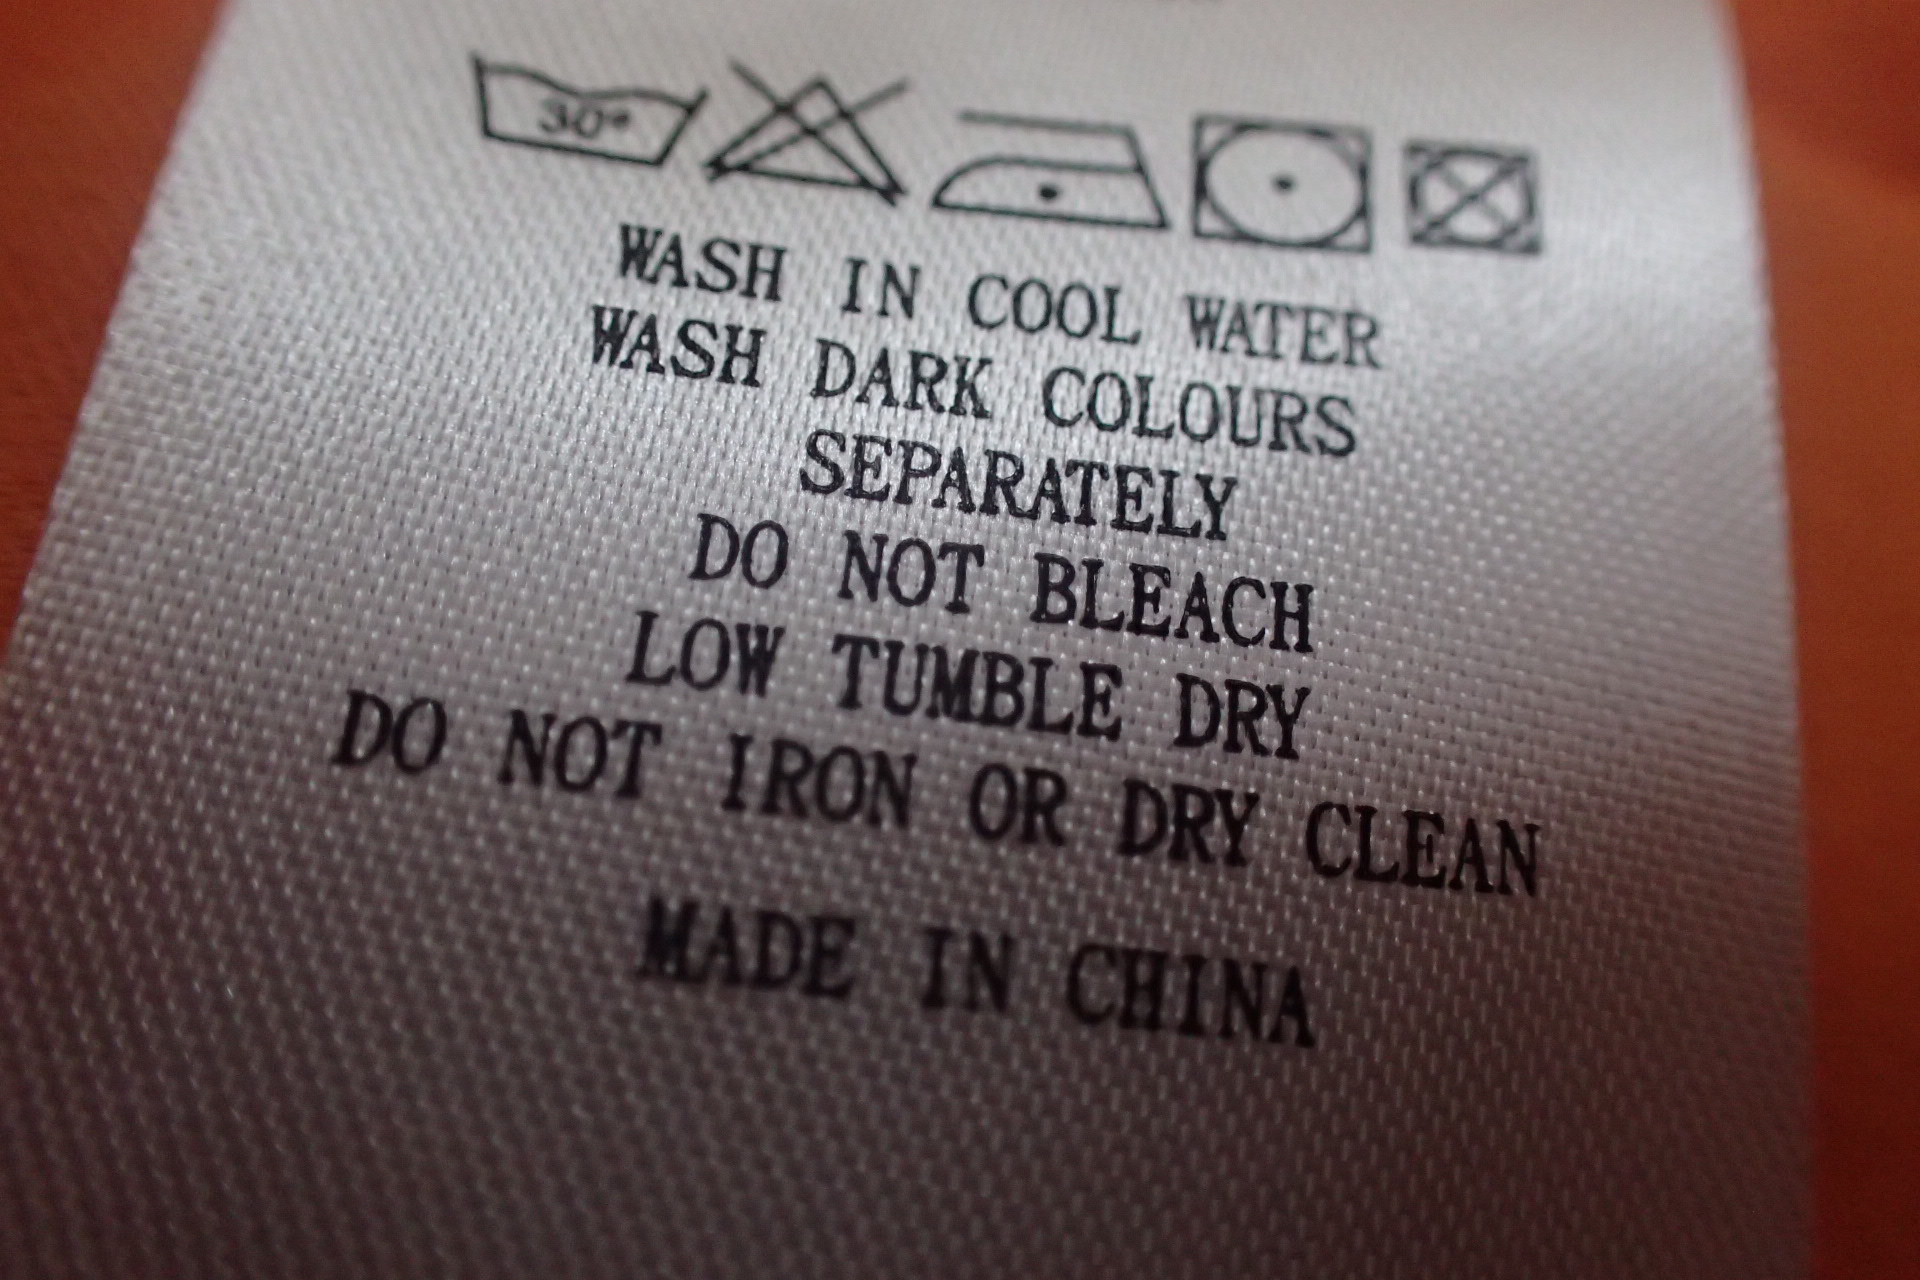 30°
WASH IN COOL WATER
WASH DARK COLOURS
SEPARATELY
DO NOT BLEACH
LOW TUMBLE DRY
DO NOT IRON OR DRY CLEAN
MADE IN CHINA